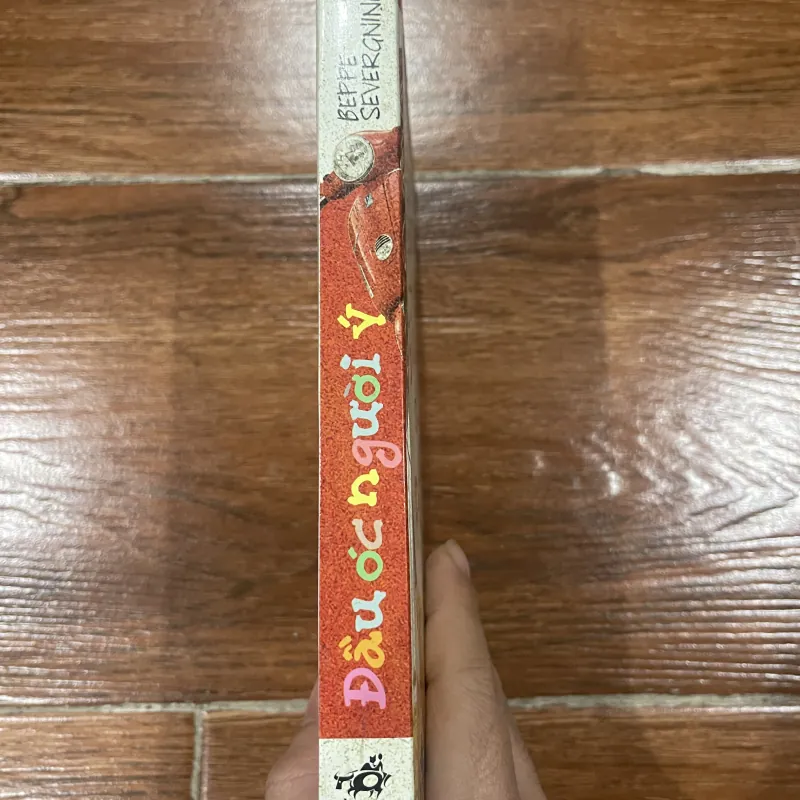 BEPPE
SEVERGNINI
Đầu óc người Ý